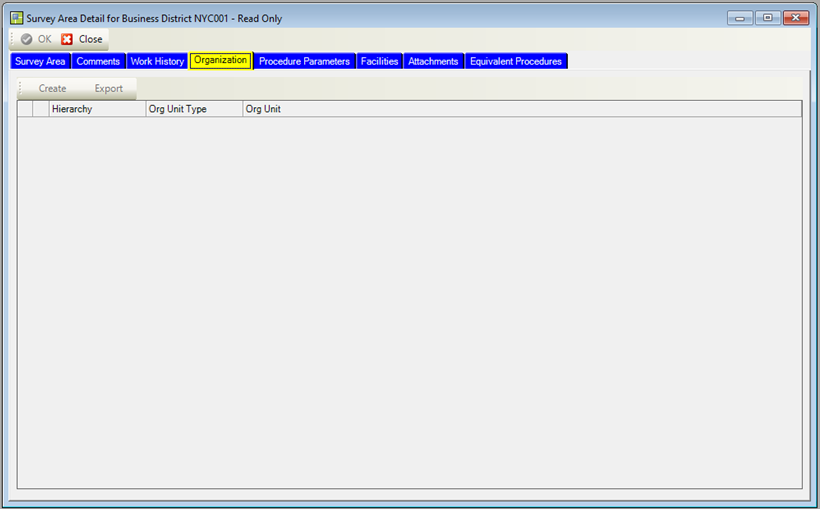 Survey Area Detail for Business District NYC001 - Read Only
OK Close
Survey Area Comments Work History Organization Procedure Parameters Facilities Attachments Equivalent Procedures
Create Export
Hierarchy Org Unit Type Org Unit